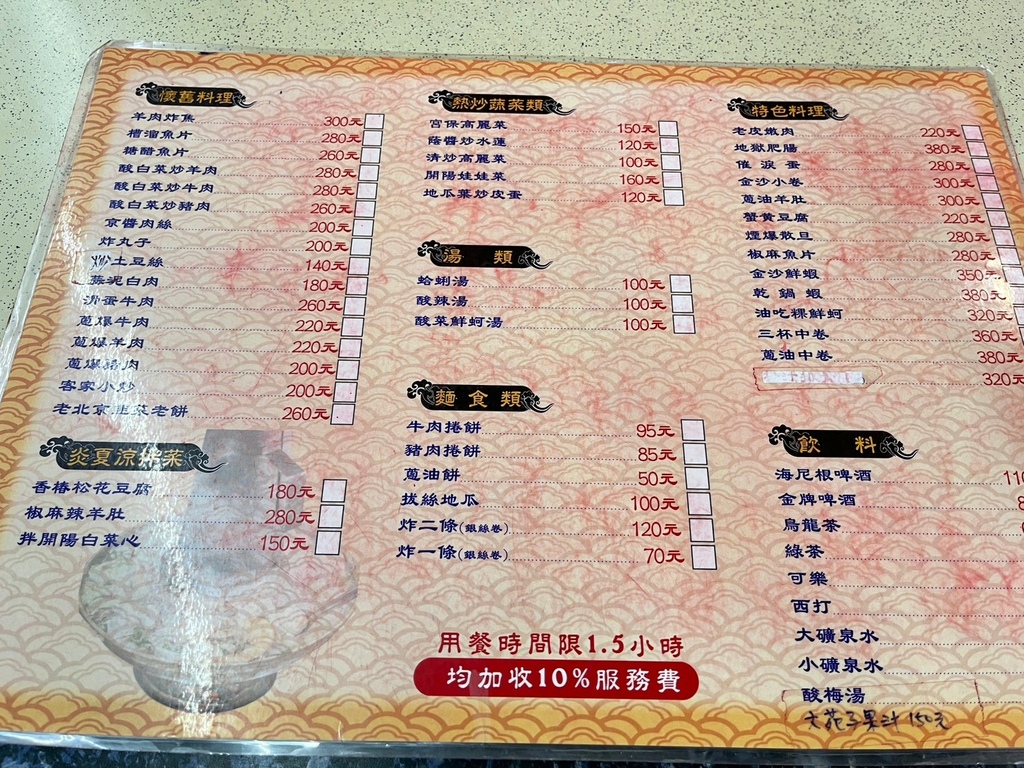 懷舊料理
羊肉炸焦 300元
槽溜魚片 280元
糖醋魚片 260元
酸白菜炒羊肉 280元
酸白菜炒牛肉 280元
酸白菜炒豬肉 260元
京醬肉絲 200元
炸丸子 200元
炒土豆絲 140元
蒜泥白肉 180元
滑蛋牛肉 260元
蔥爆牛肉 220元
蔥爆羊肉 220元
蔥爆豬肉 200元
客家小炒 200元
老北京韭菜老餅 260元
炎夏涼拌菜
香椿松花豆腐 180元
椒麻辣羊肚 280元
拌開陽白菜心 150元
熱炒蔬菜類
宮保高麗菜 150元
蔭醬炒水蓮 120元
清炒高麗菜 100元
開陽娃娃菜 160元
地瓜葉炒皮蛋 120元
湯 類
蛤蜊湯 100元
酸辣湯 100元
酸菜鮮蚵湯 100元
麵食類
牛肉捲餅 95元
豬肉捲餅 85元
蔥油餅 50元
拔絲地瓜 100元
炸二條(銀絲卷) 120元
炸一條(銀絲卷) 70元
用餐時間限1.5小時
均加收10%服務費
特色料理
老皮嫩肉 220元
地獄肥腸 380元
催淚蛋 280元
金沙小卷 300元
蔥油羊肚 300元
蟹黃豆腐 220元
煙爆散旦 280元
椒麻魚片 280元
金沙鮮蝦 350元
乾鍋蝦 380元
油吃粿鮮蚵 320元
三杯中卷 360元
蔥油中卷 380元
320元
飲 料
海尼根啤酒 110
金牌啤酒 8
烏龍茶
綠茶
可樂
西打
大礦泉水
小礦泉水
酸梅湯
果汁 150元